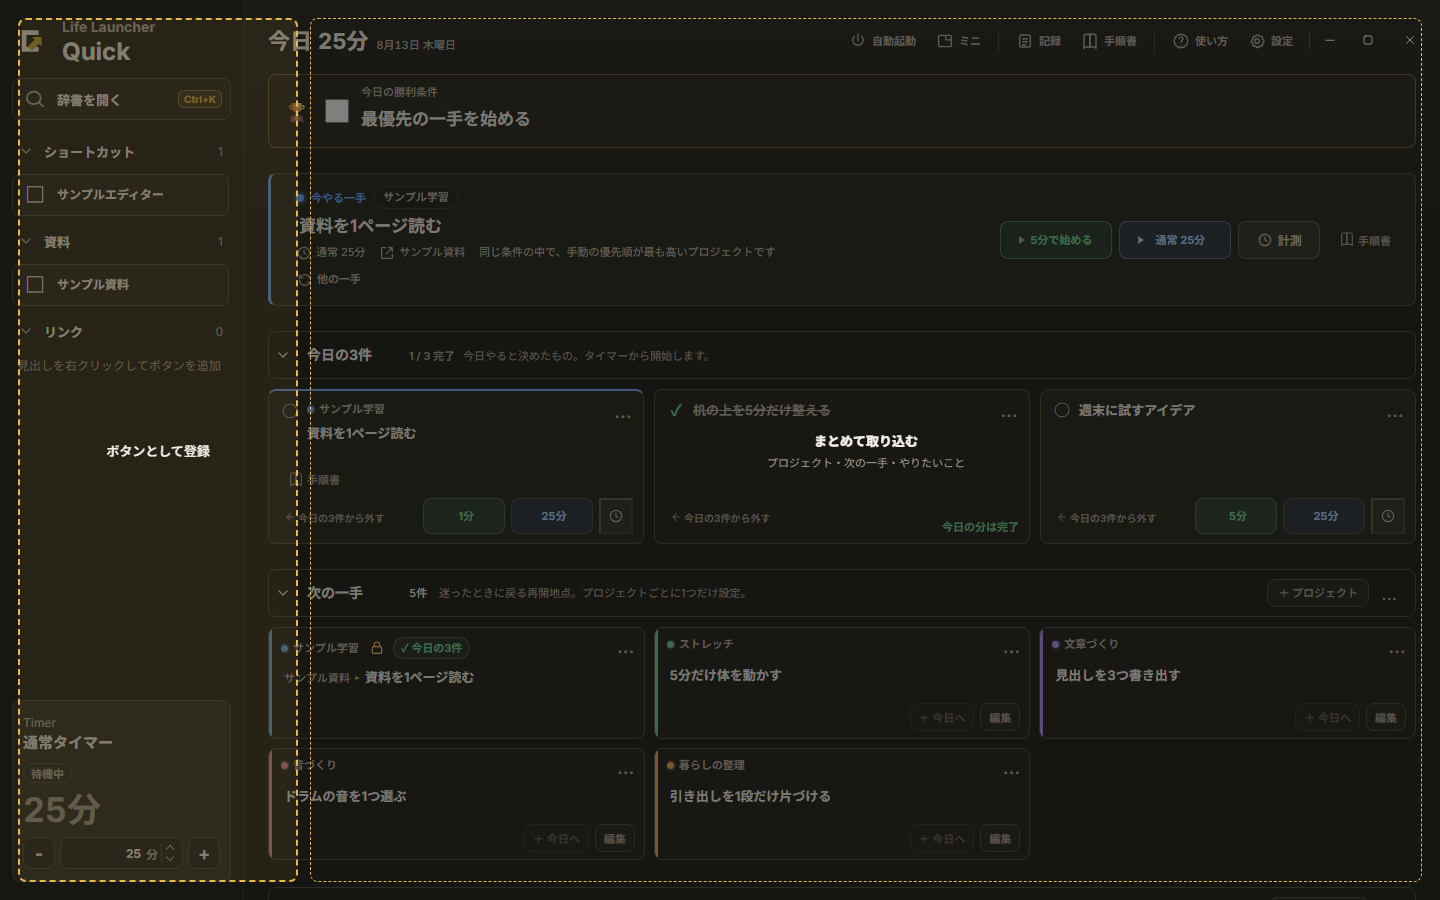 Life Launcher
Quick
辞書を開く Ctrl+K
ショートカット 1
サンプルエディター
資料 1
サンプル資料
リンク 0
見出しを右クリックしてボタンを追加
ボタンとして登録
Timer
通常タイマー
待機中
25分
- 25 分 +
今日 25分 8月13日 木曜日
自動起動 ミニ 記録 手順書 使い方 設定
今日の勝利条件
最優先の一手を始める
今やる一手 サンプル学習
資料を1ページ読む
通常 25分 サンプル資料 同じ条件の中で、手動の優先順が最も高いプロジェクトです
他の一手
5分で始める 通常 25分 計測 手順書
今日の3件 1 / 3 完了 今日やると決めたもの。タイマーから開始します。
サンプル学習 ...
資料を1ページ読む
手順書
← 今日の3件から外す 1分 25分
✓ 机の上を5分だけ整える ...
まとめて取り込む
プロジェクト・次の一手・やりたいこと
← 今日の3件から外す 今日の分は完了
週末に試すアイデア ...
← 今日の3件から外す 5分 25分
次の一手 5件 迷ったときに戻る再開地点。プロジェクトごとに1つだけ設定。 + プロジェクト ...
サンプル学習 ✓ 今日の3件 ...
サンプル資料 ▸ 資料を1ページ読む
ストレッチ ...
5分だけ体を動かす
+ 今日へ 編集
文章づくり ...
見出しを3つ書き出す
+ 今日へ 編集
音づくり ...
ドラムの音を1つ選ぶ
+ 今日へ 編集
暮らしの整理 ...
引き出しを1段だけ片づける
+ 今日へ 編集